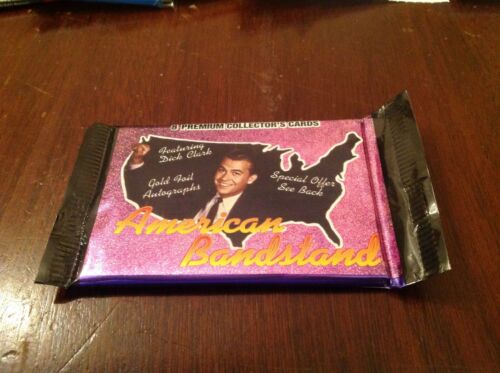 8 PREMIUM COLLECTOR'S CARDS
Featuring
Dick Clark
Gold Foil
Autographs
Special Offer
See Back
American
Bandstand